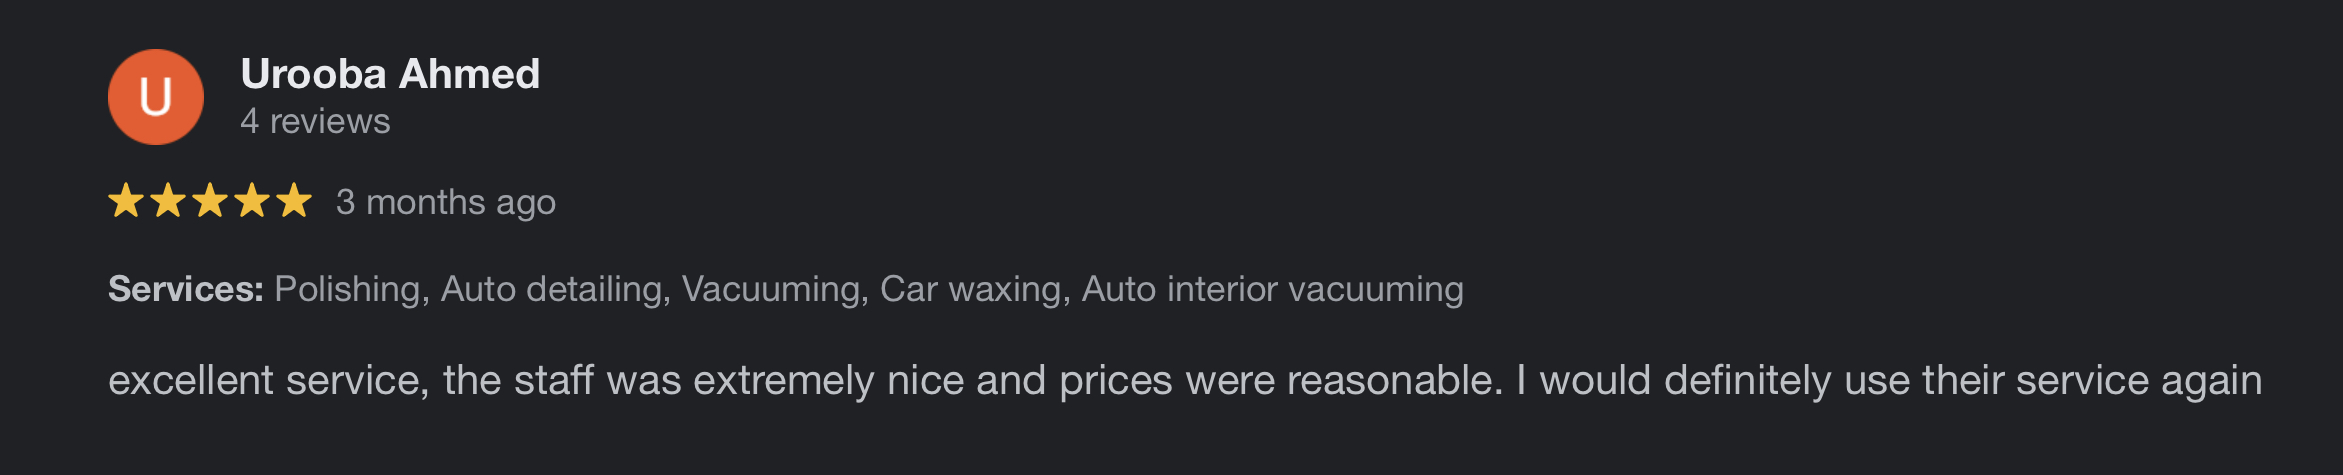 U
Urooba Ahmed
4 reviews
3 months ago
Services: Polishing, Auto detailing, Vacuuming, Car waxing, Auto interior vacuuming
excellent service, the staff was extremely nice and prices were reasonable. I would definitely use their service again